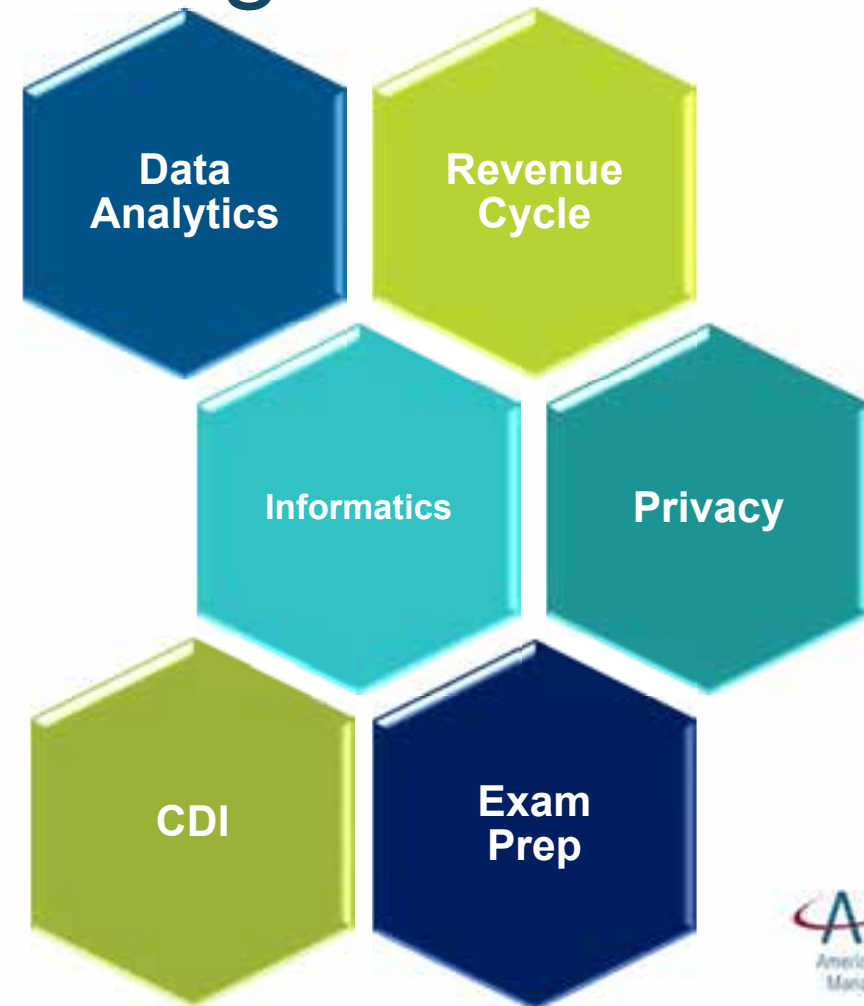 Data
Analytics
Revenue
Cycle
Informatics
Privacy
CDI
Exam
Prep